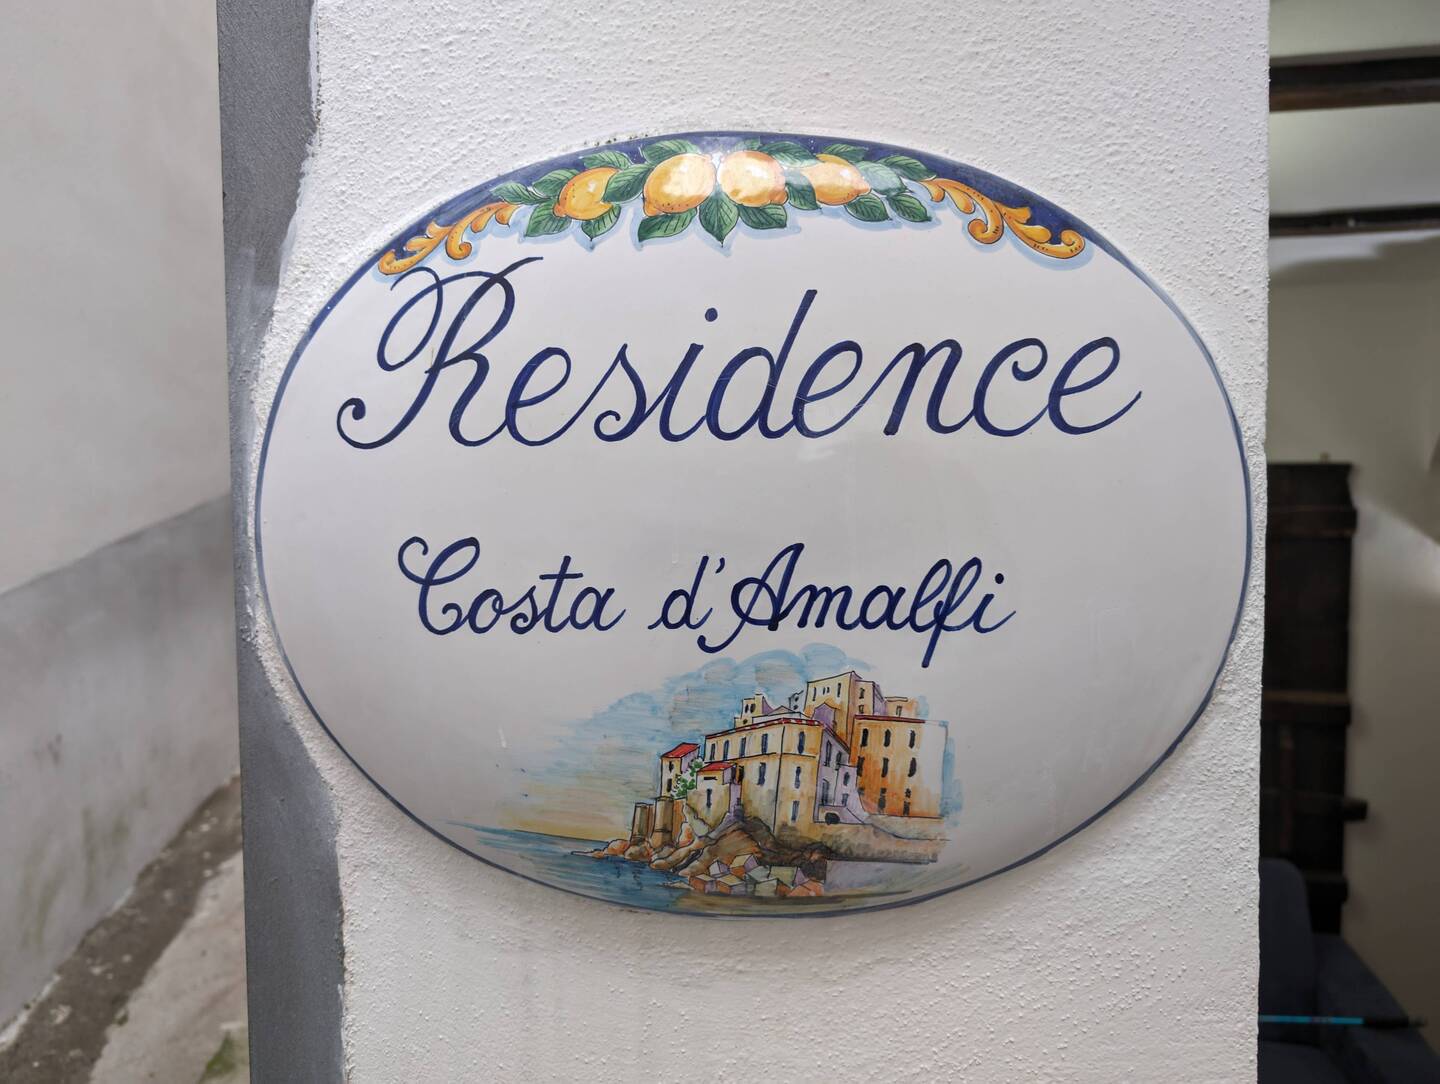 Residence
Costa d'Amalfi